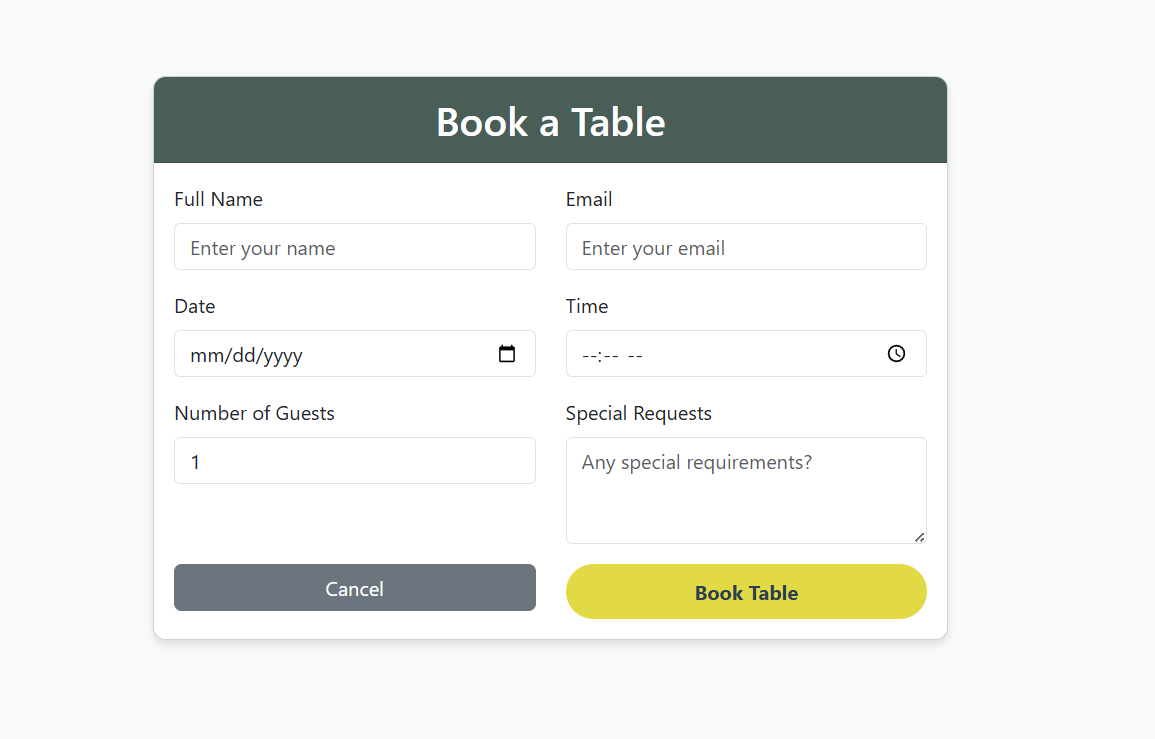 Book a Table
Full Name
Email
Enter your name
Enter your email
Date
Time
mm/dd/yyyy
--:-- --
Number of Guests
Special Requests
1
Any special requirements?
Cancel
Book Table